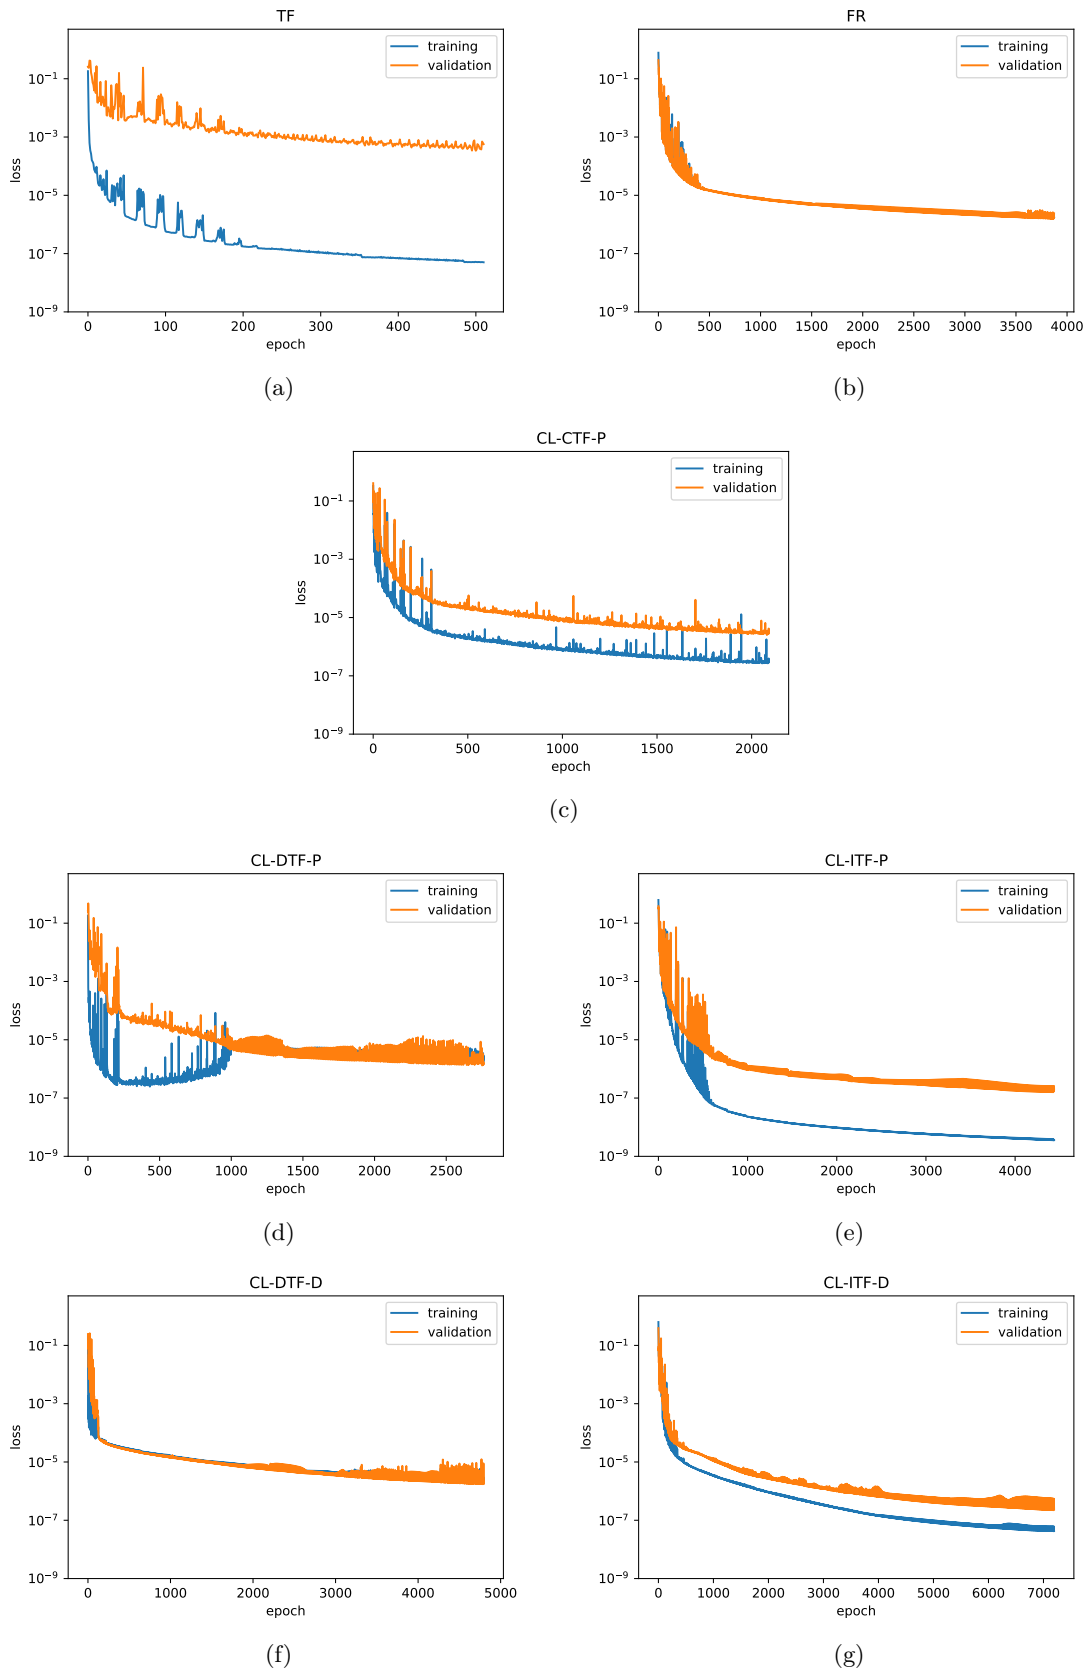 TF
training
validation
10⁻¹
10⁻³
10⁻⁵
10⁻⁷
10⁻⁹
loss
0 100 200 300 400 500
epoch
(a)
FR
training
validation
10⁻¹
10⁻³
10⁻⁵
10⁻⁷
10⁻⁹
loss
0 500 1000 1500 2000 2500 3000 3500 4000
epoch
(b)
CL-CTF-P
training
validation
10⁻¹
10⁻³
10⁻⁵
10⁻⁷
10⁻⁹
loss
0 500 1000 1500 2000
epoch
(c)
CL-DTF-P
training
validation
10⁻¹
10⁻³
10⁻⁵
10⁻⁷
10⁻⁹
loss
0 500 1000 1500 2000 2500
epoch
(d)
CL-ITF-P
training
validation
10⁻¹
10⁻³
10⁻⁵
10⁻⁷
10⁻⁹
loss
0 1000 2000 3000 4000
epoch
(e)
CL-DTF-D
training
validation
10⁻¹
10⁻³
10⁻⁵
10⁻⁷
10⁻⁹
loss
0 1000 2000 3000 4000 5000
epoch
(f)
CL-ITF-D
training
validation
10⁻¹
10⁻³
10⁻⁵
10⁻⁷
10⁻⁹
loss
0 1000 2000 3000 4000 5000 6000 7000
epoch
(g)